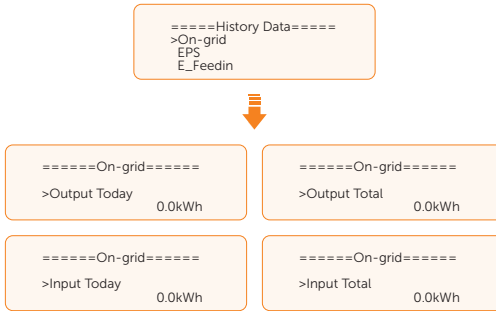 =====History Data=====
>On-grid
EPS
E_Feedin
======On-grid======
>Output Today
0.0kWh
======On-grid======
>Output Total
0.0kWh
======On-grid======
>Input Today
0.0kWh
======On-grid======
>Input Total
0.0kWh